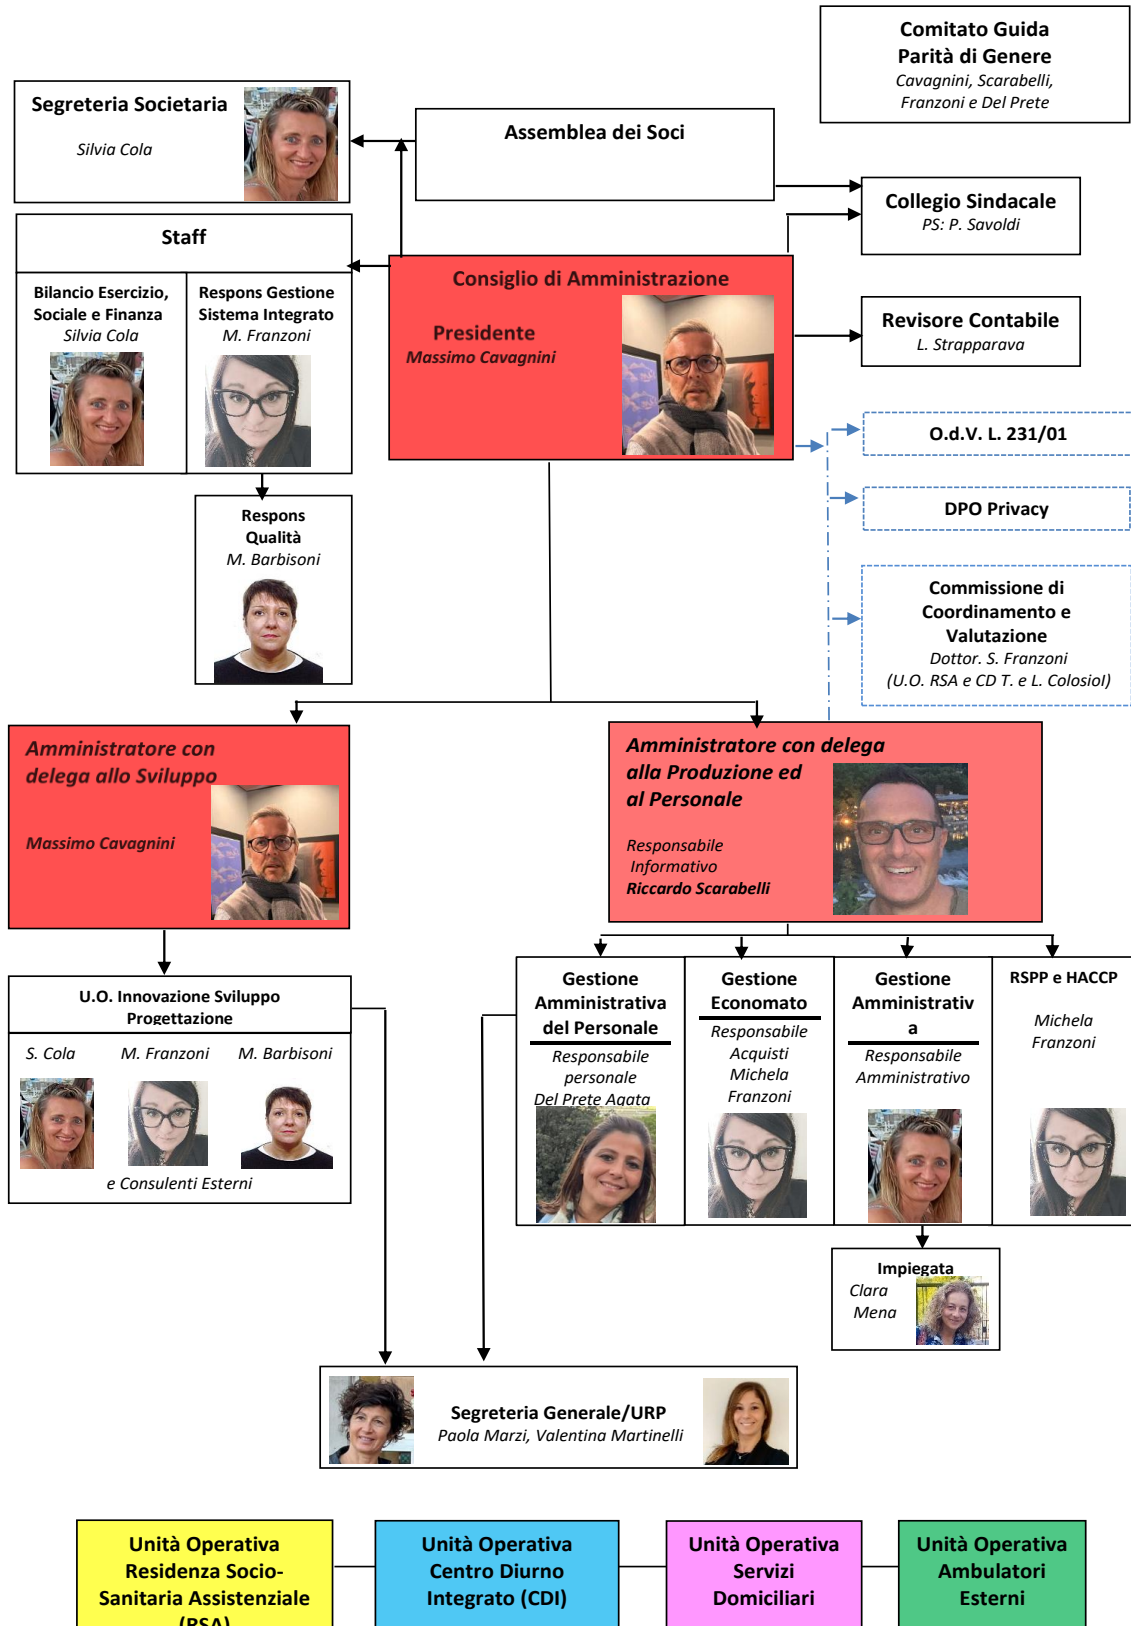 Comitato Guida
Parità di Genere
Cavagnini, Scarabelli,
Franzoni e Del Prete
Segreteria Societaria
Silvia Cola
Assemblea dei Soci
Collegio Sindacale
PS: P. Savoldi
Staff
Bilancio Esercizio,
Sociale e Finanza
Silvia Cola
Respons Gestione
Sistema Integrato
M. Franzoni
Consiglio di Amministrazione
Presidente
Massimo Cavagnini
Revisore Contabile
L. Strapparava
O.d.V. L. 231/01
DPO Privacy
Respons
Qualità
M. Barbisoni
Commissione di
Coordinamento e
Valutazione
Dottor. S. Franzoni
(U.O. RSA e CD T. e L. Colosiol)
Amministratore con
delega allo Sviluppo
Massimo Cavagnini
Amministratore con delega
alla Produzione ed
al Personale
Responsabile
Informativo
Riccardo Scarabelli
U.O. Innovazione Sviluppo
Progettazione
S. Cola
M. Franzoni
M. Barbisoni
e Consulenti Esterni
Gestione
Amministrativa
del Personale
Responsabile
personale
Del Prete Agata
Gestione
Economato
Responsabile
Acquisti
Michela
Franzoni
Gestione
Amministrativ
a
Responsabile
Amministrativo
RSPP e HACCP
Michela
Franzoni
Impiegata
Clara
Mena
Segreteria Generale/URP
Paola Marzi, Valentina Martinelli
Unità Operativa
Residenza Socio-
Sanitaria Assistenziale
(RSA)
Unità Operativa
Centro Diurno
Integrato (CDI)
Unità Operativa
Servizi
Domiciliari
Unità Operativa
Ambulatori
Esterni